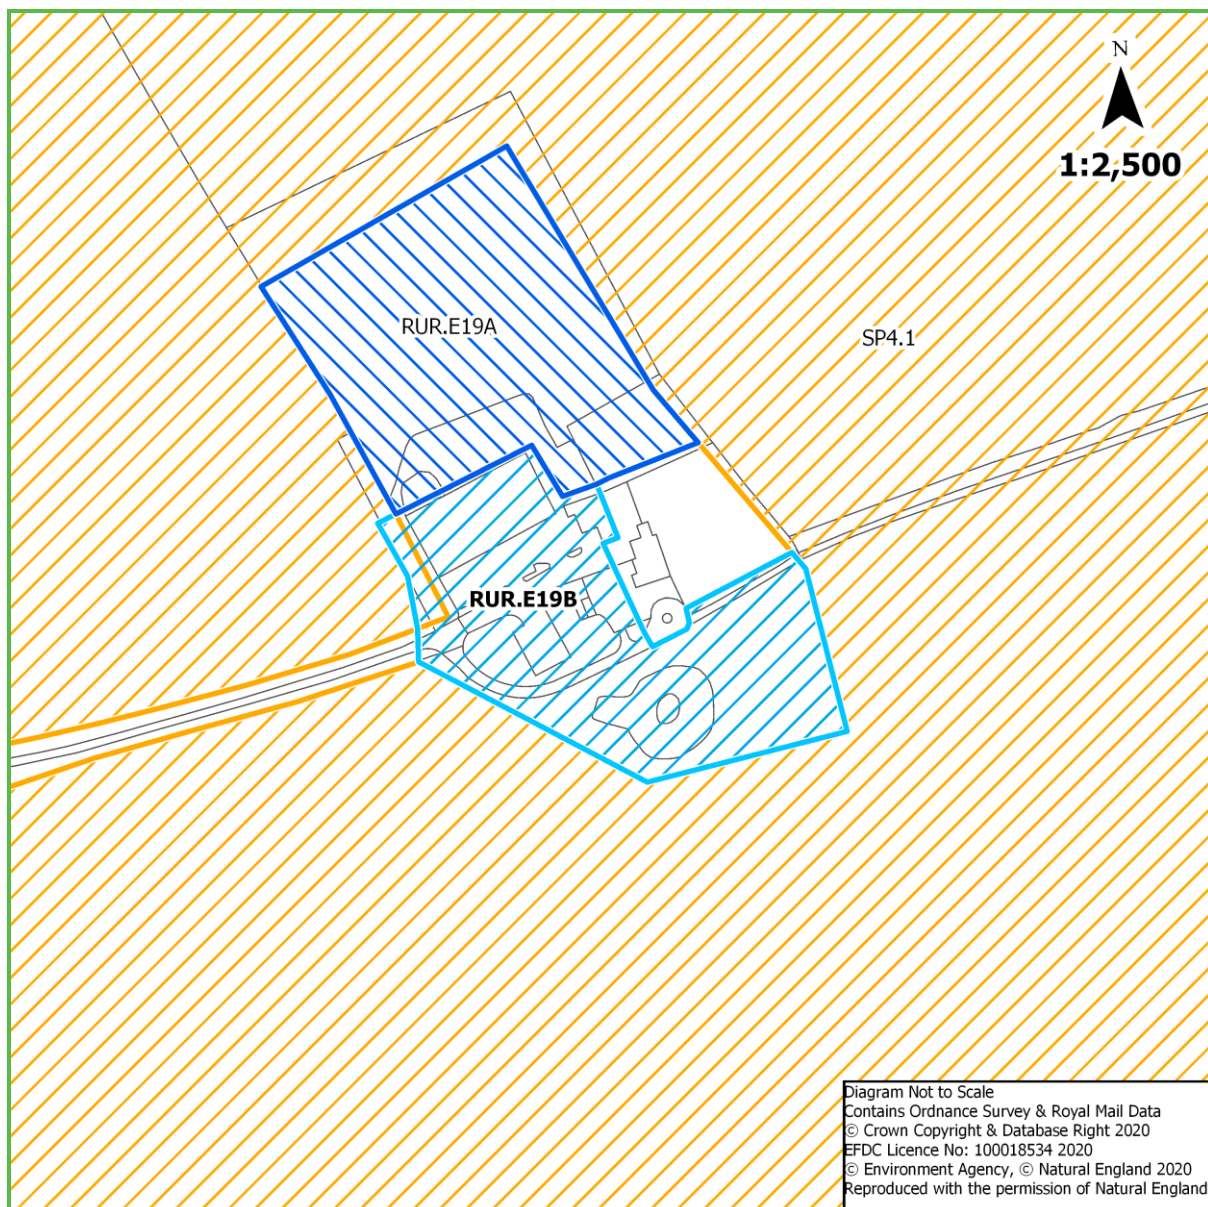 N
1:2,500
RUR.E19A
SP4.1
RUR.E19B
Diagram Not to Scale
Contains Ordnance Survey & Royal Mail Data
© Crown Copyright & Database Right 2020
EFDC Licence No: 100018534 2020
© Environment Agency, © Natural England 2020
Reproduced with the permission of Natural England